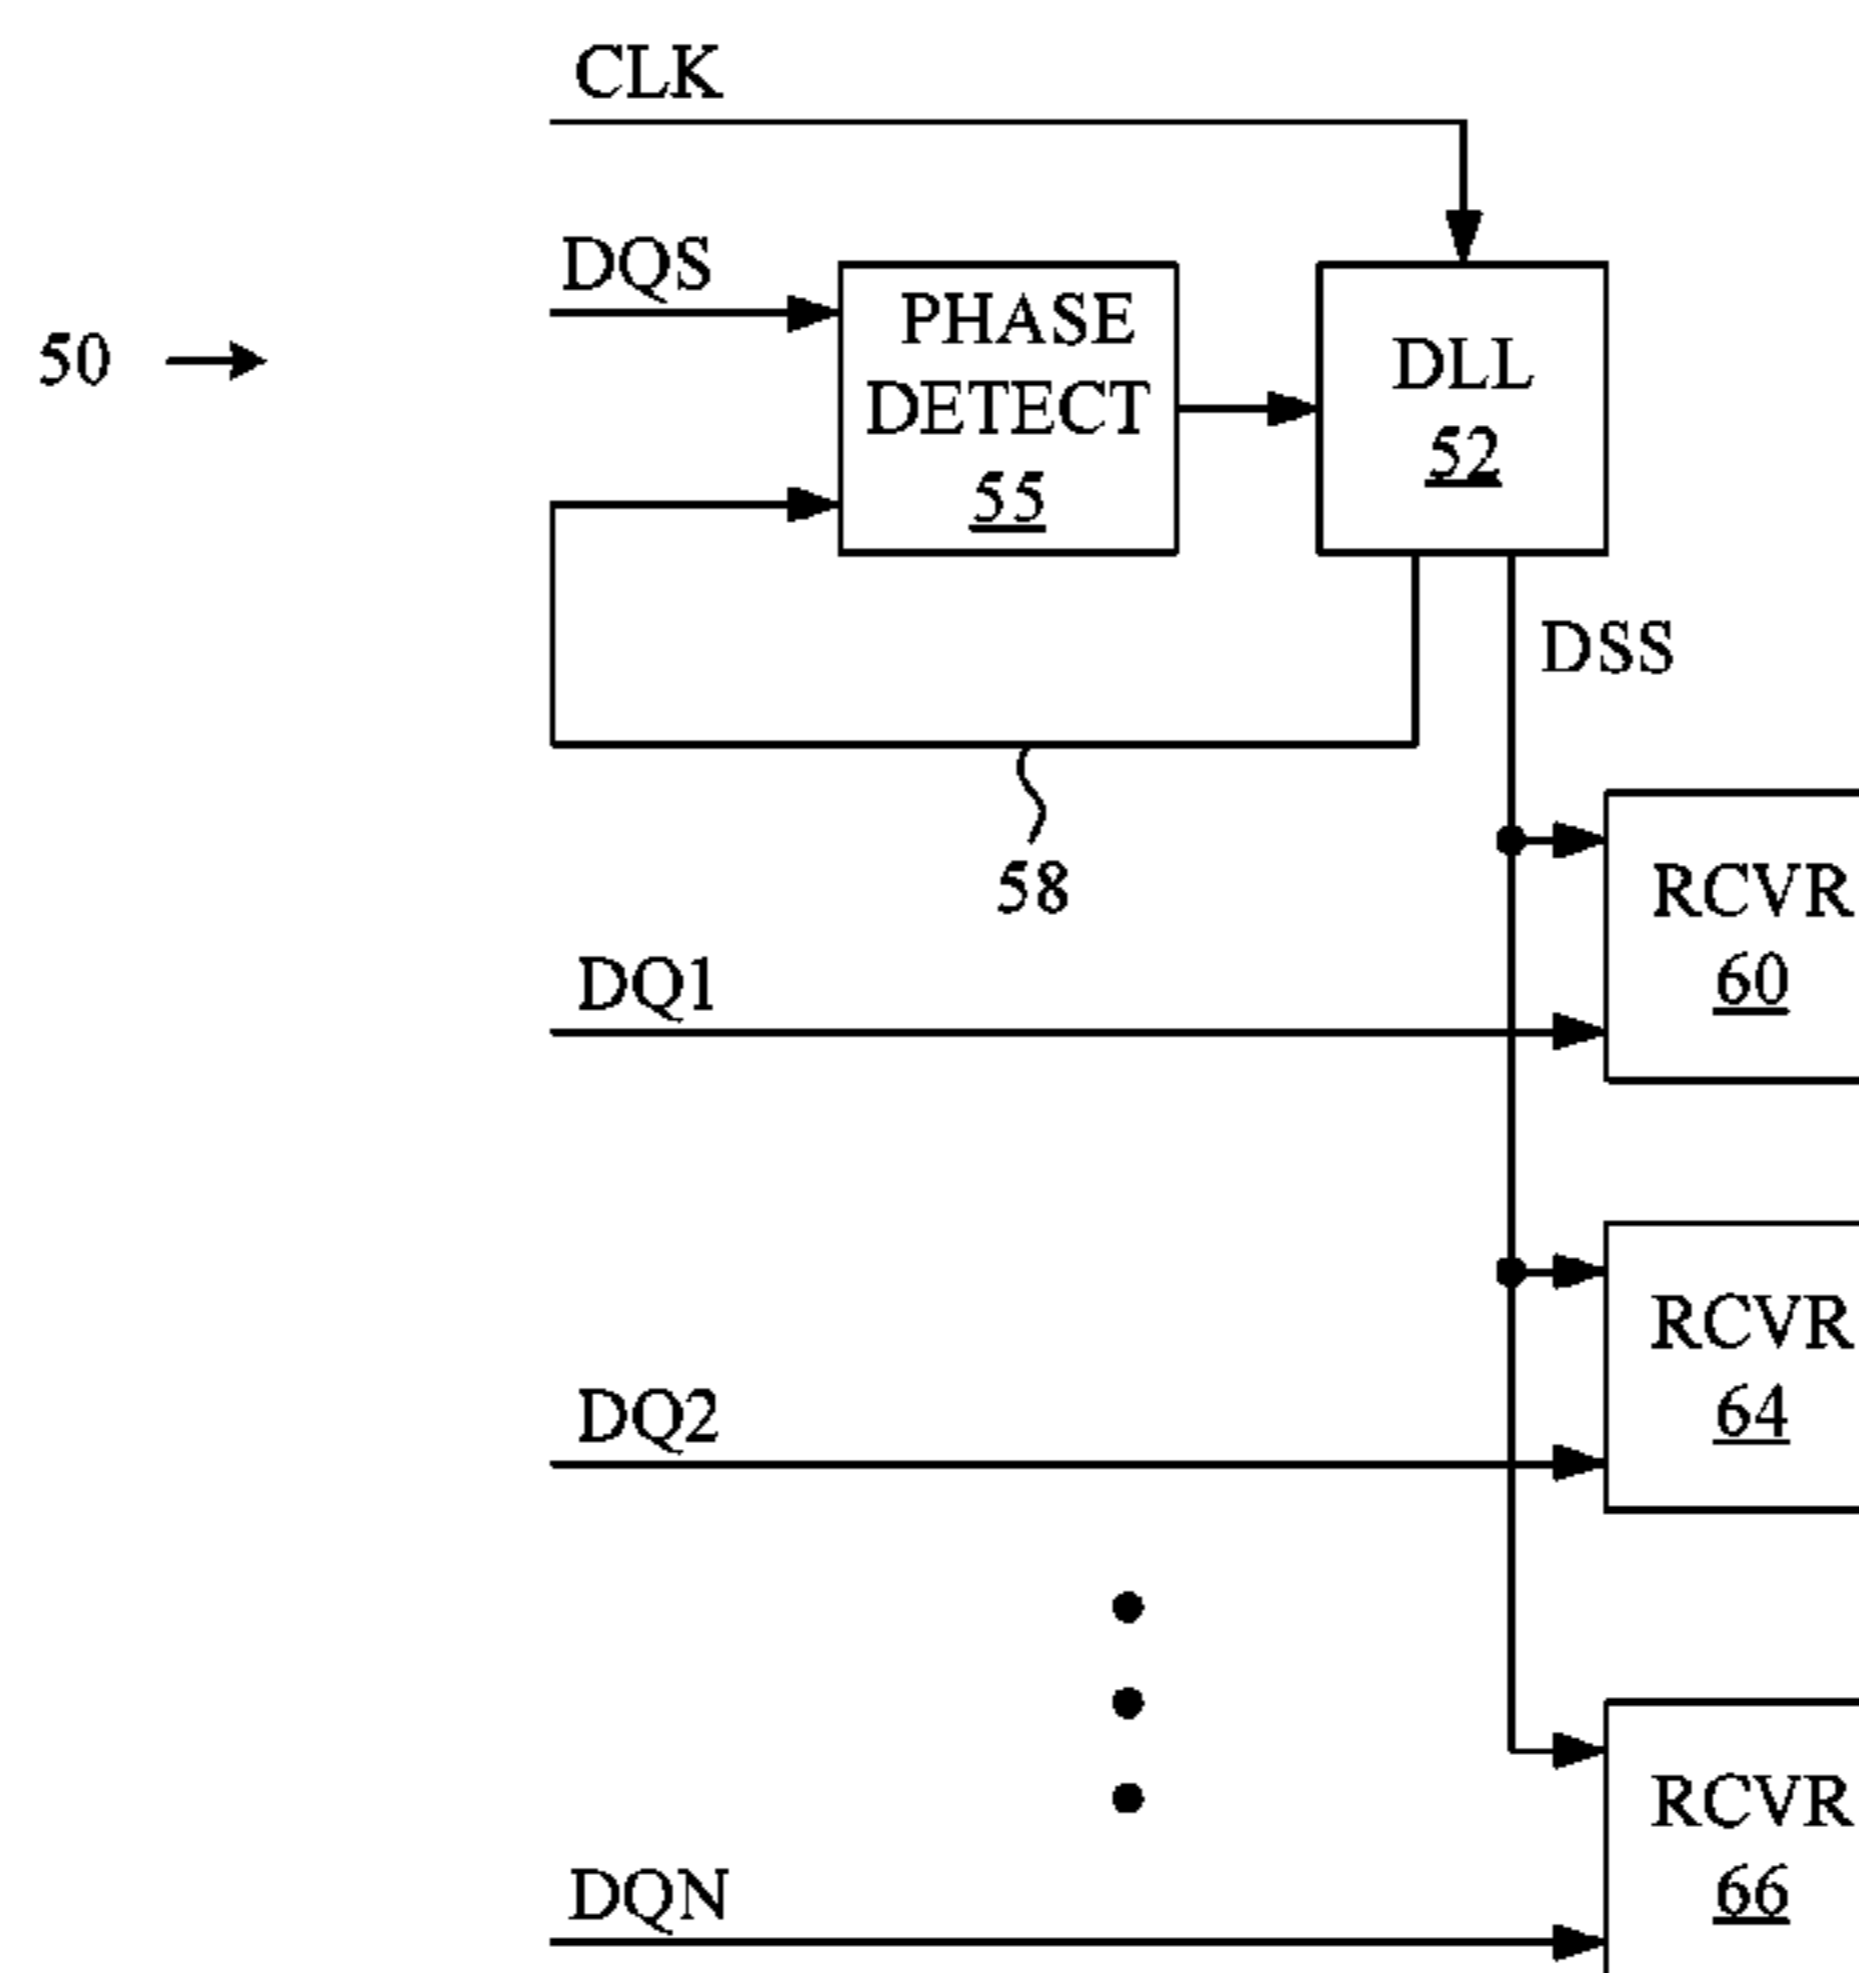 CLK
DQS
50
PHASE
DETECT
55
DLL
52
DSS
58
RCVR
60
DQ1
RCVR
64
DQ2
RCVR
66
DQN